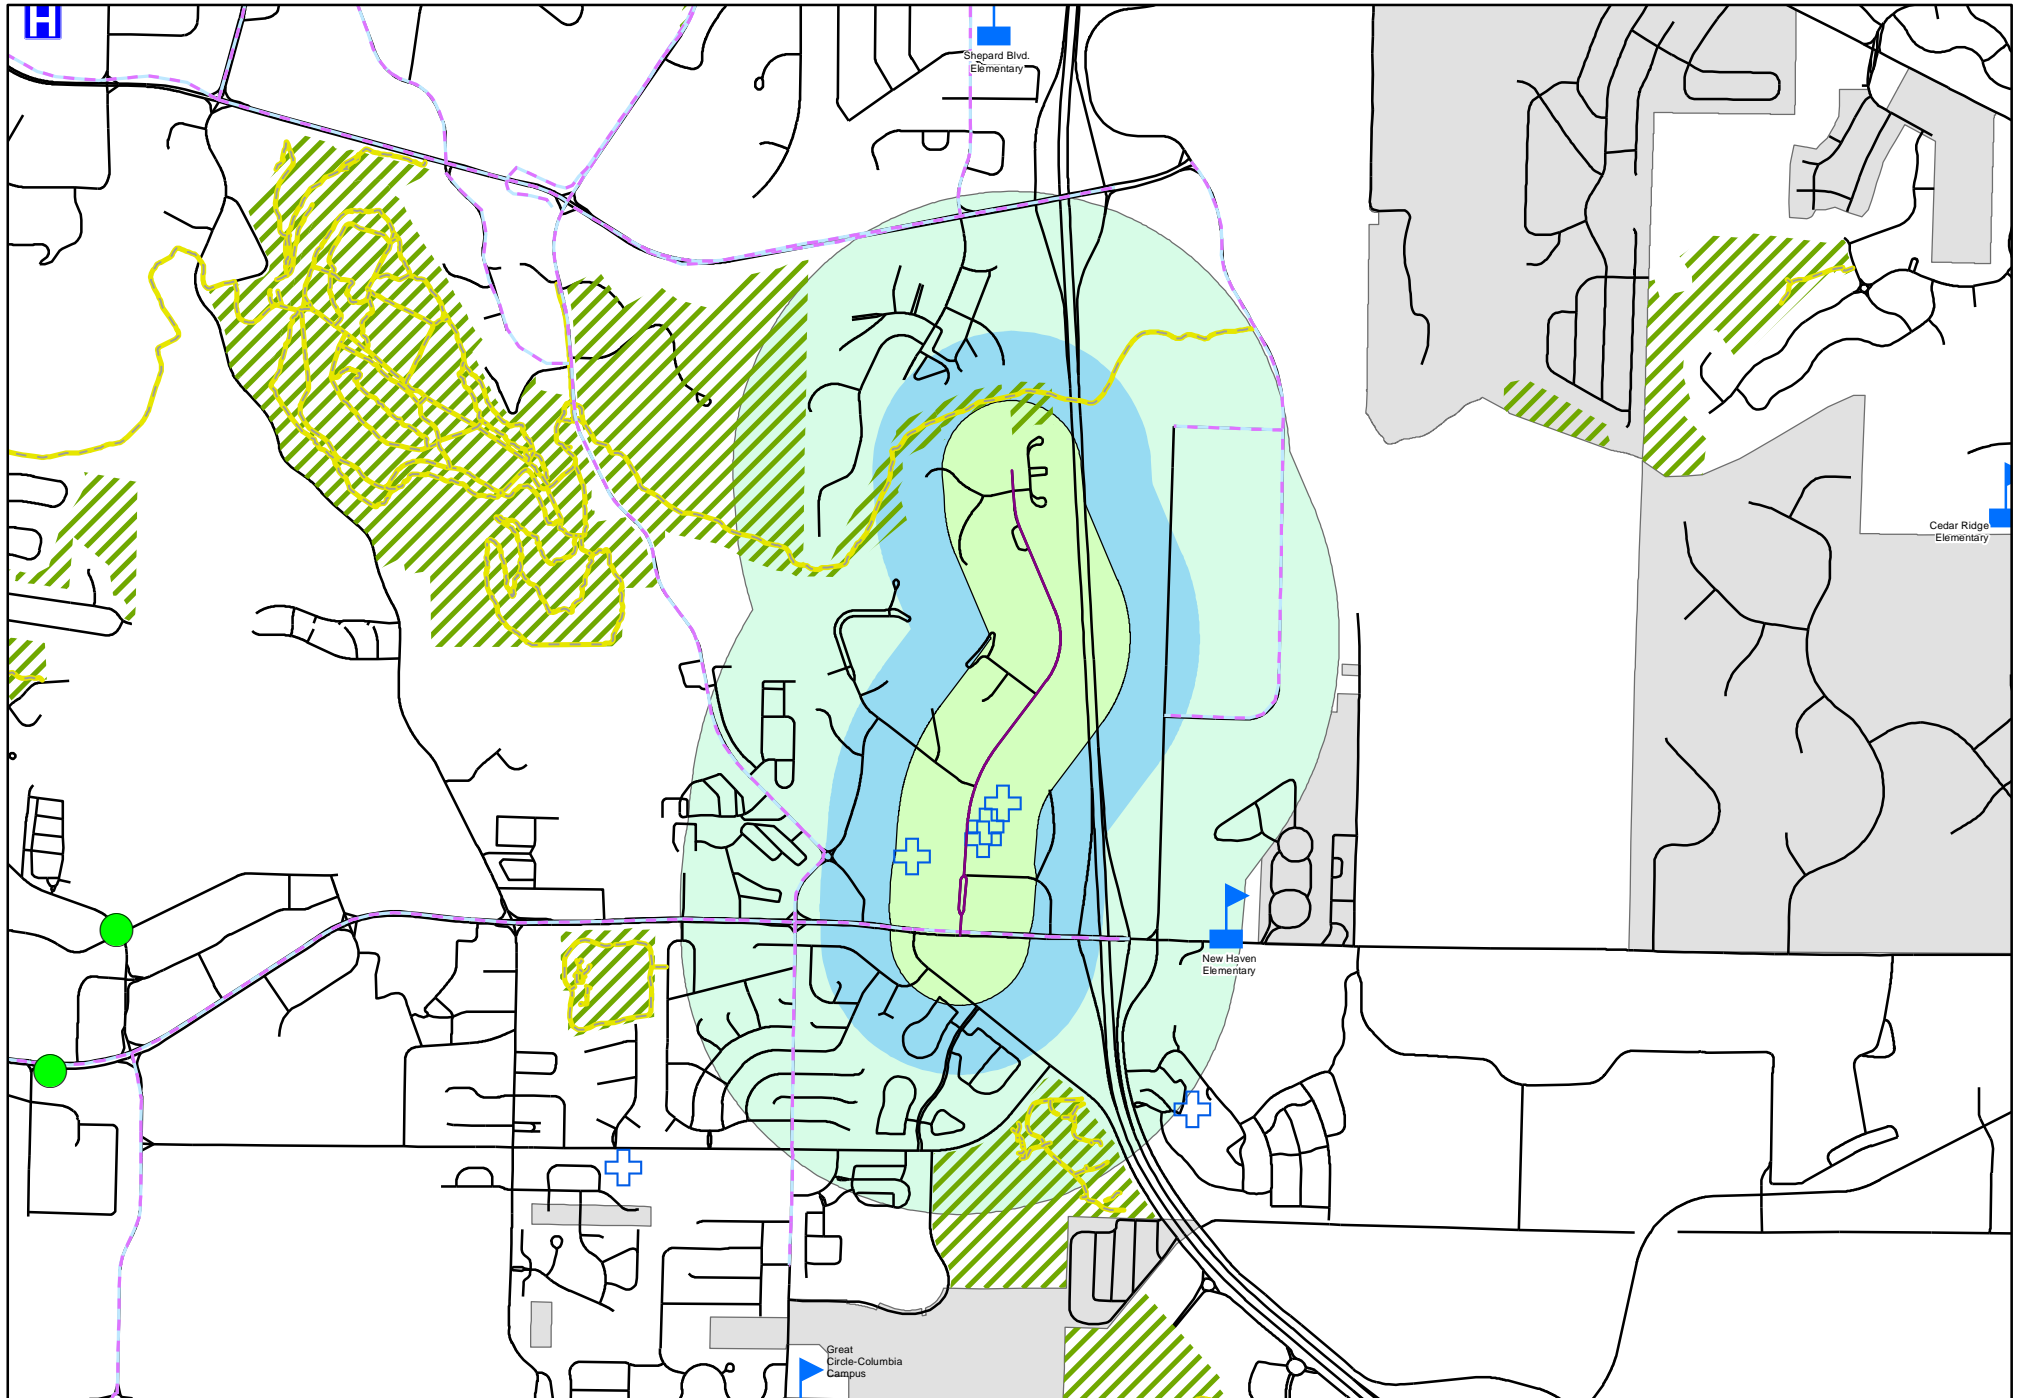 H
Shepard Blvd.
Elementary
Cedar Ridge
Elementary
New Haven
Elementary
Great
Circle-Columbia
Campus